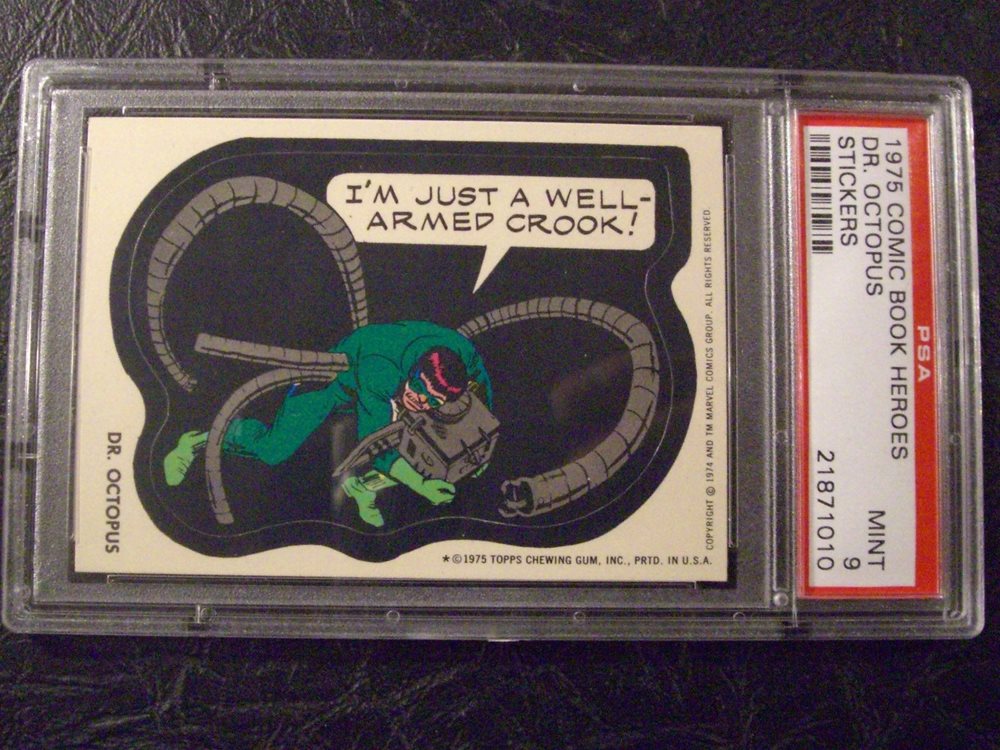 I'M JUST A WELL-
ARMED CROOK!
DR. OCTOPUS
COPYRIGHT © 1974 AND TM MARVEL COMICS GROUP. ALL RIGHTS RESERVED
★ © 1975 TOPPS CHEWING GUM, INC., PRTD. IN U.S.A.
PSA
1975 COMIC BOOK HEROES
DR. OCTOPUS
STICKERS
MINT
9
21871010